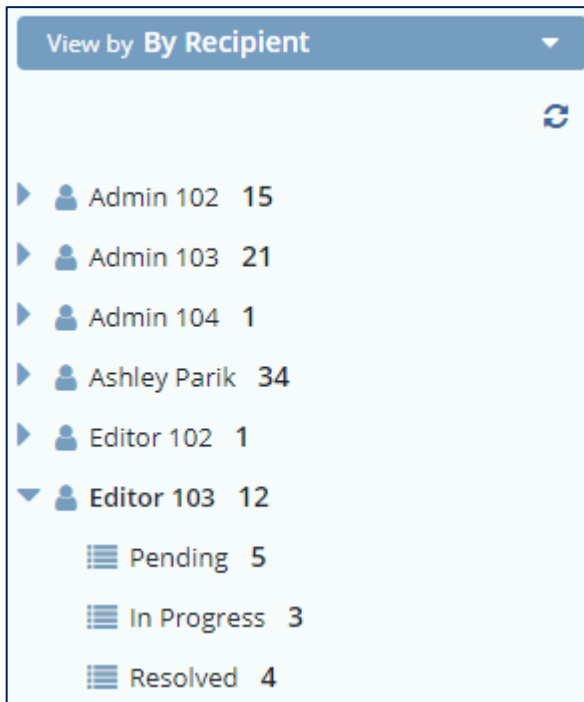 View by By Recipient
Admin 102 15
Admin 103 21
Admin 104 1
Ashley Parik 34
Editor 102 1
Editor 103 12
Pending 5
In Progress 3
Resolved 4